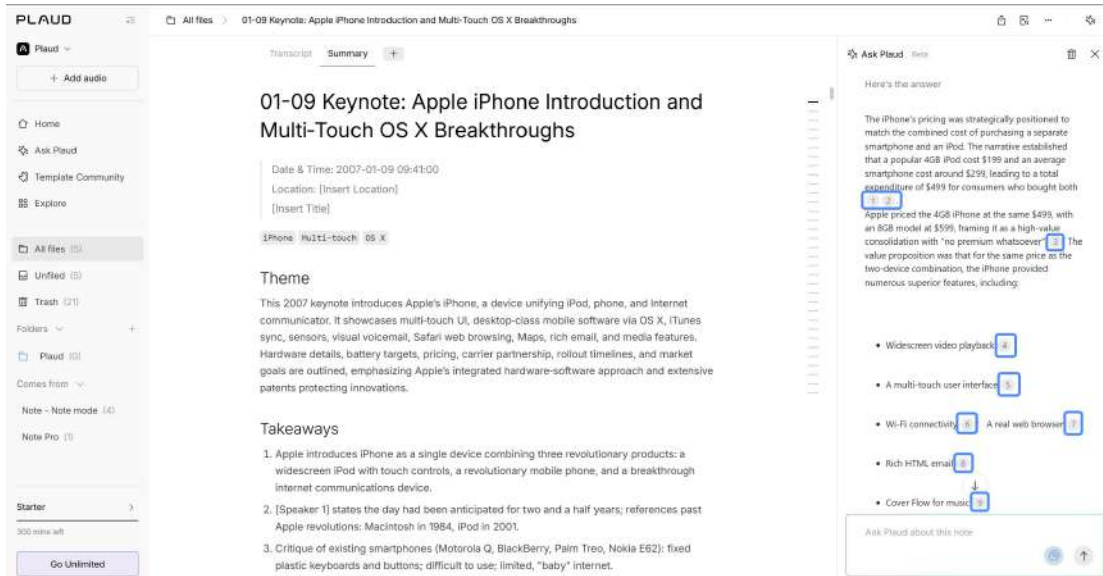 PLAUD
Plaud
+ Add audio
Home
Ask Plaud
Template Community
Explore
All files (5)
Unfiled (5)
Trash (21)
Folders
Plaud (0)
Comes from
Note - Note mode (4)
Note Pro (1)
Starter
300 mins left
Go Unlimited
All files > 01-09 Keynote: Apple iPhone Introduction and Multi-Touch OS X Breakthroughs
Transcript Summary +
01-09 Keynote: Apple iPhone Introduction and
Multi-Touch OS X Breakthroughs
Date & Time: 2007-01-09 09:41:00
Location: [Insert Location]
[Insert Title]
iPhone Multi-touch OS X
Theme
This 2007 keynote introduces Apple's iPhone, a device unifying iPod, phone, and Internet
communicator. It showcases multi-touch UI, desktop-class mobile software via OS X, iTunes
sync, sensors, visual voicemail, Safari web browsing, Maps, rich email, and media features.
Hardware details, battery targets, pricing, carrier partnership, rollout timelines, and market
goals are outlined, emphasizing Apple's integrated hardware-software approach and extensive
patents protecting innovations.
Takeaways
1. Apple introduces iPhone as a single device combining three revolutionary products: a
widescreen iPod with touch controls, a revolutionary mobile phone, and a breakthrough
internet communications device.
2. [Speaker 1] states the day had been anticipated for two and a half years; references past
Apple revolutions: Macintosh in 1984, iPod in 2001.
3. Critique of existing smartphones (Motorola Q, BlackBerry, Palm Treo, Nokia E62): fixed
plastic keyboards and buttons; difficult to use; limited, "baby" internet.
Ask Plaud Beta
Here's the answer
The iPhone's pricing was strategically positioned to
match the combined cost of purchasing a separate
smartphone and an iPod. The narrative established
that a popular 4GB iPod cost $199 and an average
smartphone cost around $299, leading to a total
expenditure of $499 for consumers who bought both
1 2 .
Apple priced the 4GB iPhone at the same $499, with
an 8GB model at $599, framing it as a high-value
consolidation with "no premium whatsoever" 3 . The
value proposition was that for the same price as the
two-device combination, the iPhone provided
numerous superior features, including:
• Widescreen video playback 4
• A multi-touch user interface 5
• Wi-Fi connectivity 6 A real web browser 7
• Rich HTML email 8
• Cover Flow for music 9
Ask Plaud about this note